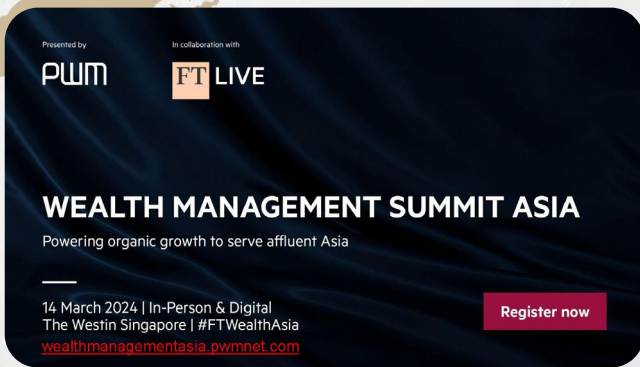 Presented by
In collaboration with
PWM
FT LIVE
WEALTH MANAGEMENT SUMMIT ASIA
Powering organic growth to serve affluent Asia
14 March 2024 | In-Person & Digital
The Westin Singapore | #FTWealthAsia
Register now
wealthmanagementasia.pwmnet.com